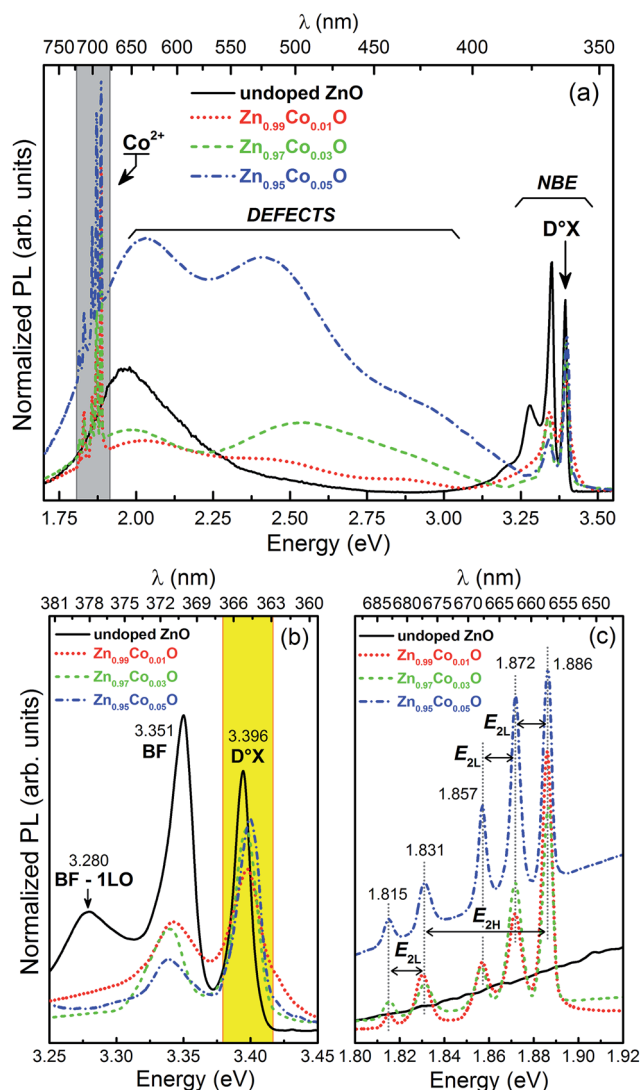 λ (nm)
750 700 650 600 550 500 450 400 350
(a)
undoped ZnO
Zn0.99Co0.01O
Zn0.97Co0.03O
Zn0.95Co0.05O
Co2+
DEFECTS
NBE
D°X
Normalized PL (arb. units)
1.75 2.00 2.25 2.50 2.75 3.00 3.25 3.50
Energy (eV)
λ (nm)
381 378 375 372 369 366 363 360
(b)
undoped ZnO
Zn0.99Co0.01O
Zn0.97Co0.03O
Zn0.95Co0.05O
3.351
BF
3.396
D°X
3.280
BF - 1LO
Normalized PL (arb. units)
3.25 3.30 3.35 3.40 3.45
Energy (eV)
λ (nm)
685 680 675 670 665 660 655 650
(c)
undoped ZnO
Zn0.99Co0.01O
Zn0.97Co0.03O
Zn0.95Co0.05O
1.872
1.886
E2L
E2L
1.857
1.831
1.815
E2H
E2L
1.80 1.82 1.84 1.86 1.88 1.90 1.92
Energy (eV)